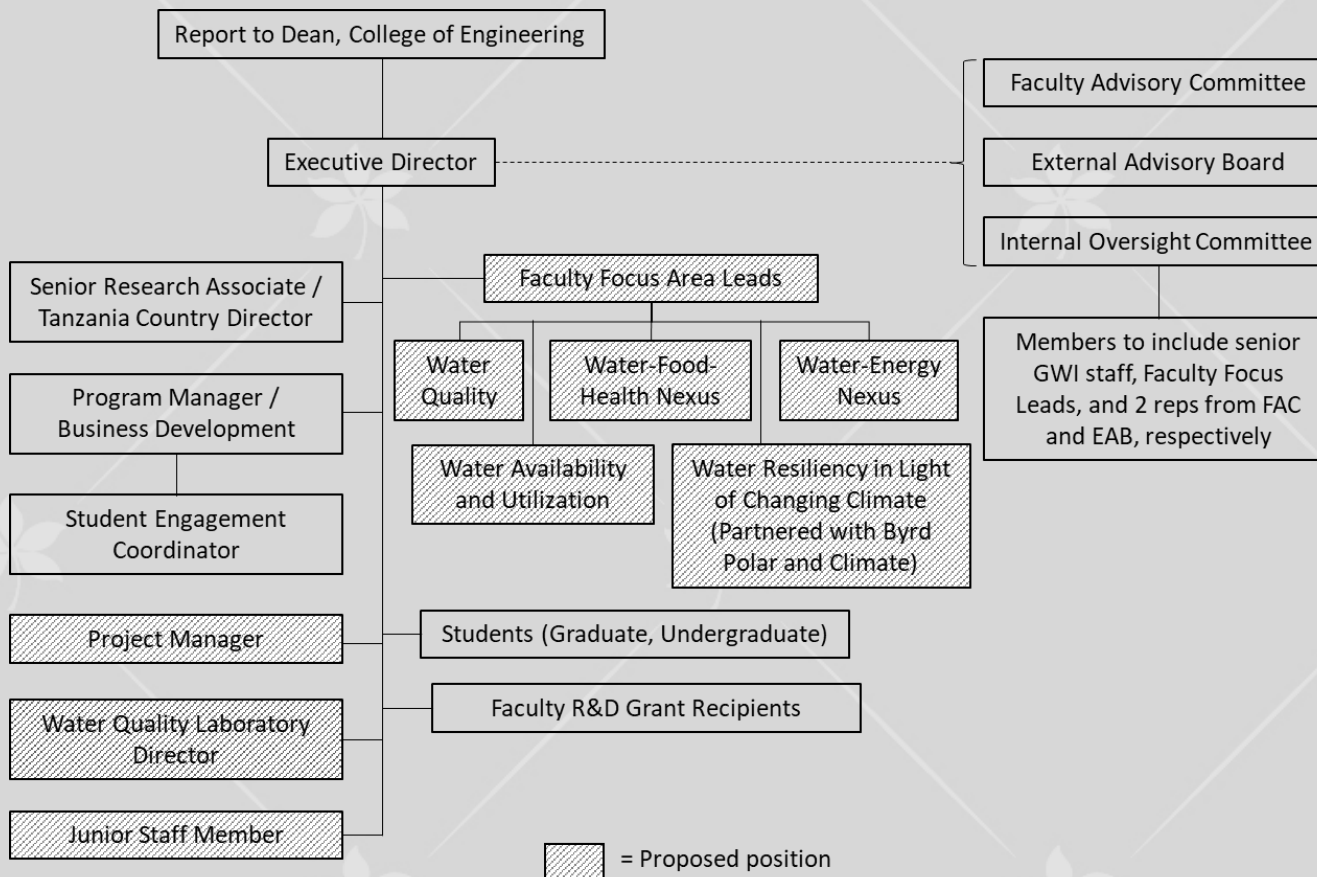 Report to Dean, College of Engineering
Executive Director
Faculty Advisory Committee
External Advisory Board
Internal Oversight Committee
Members to include senior
GWI staff, Faculty Focus
Leads, and 2 reps from FAC
and EAB, respectively
Senior Research Associate /
Tanzania Country Director
Program Manager /
Business Development
Student Engagement
Coordinator
Project Manager
Water Quality Laboratory
Director
Junior Staff Member
Faculty Focus Area Leads
Water
Quality
Water-Food-
Health Nexus
Water-Energy
Nexus
Water Availability
and Utilization
Water Resiliency in Light
of Changing Climate
(Partnered with Byrd
Polar and Climate)
Students (Graduate, Undergraduate)
Faculty R&D Grant Recipients
= Proposed position